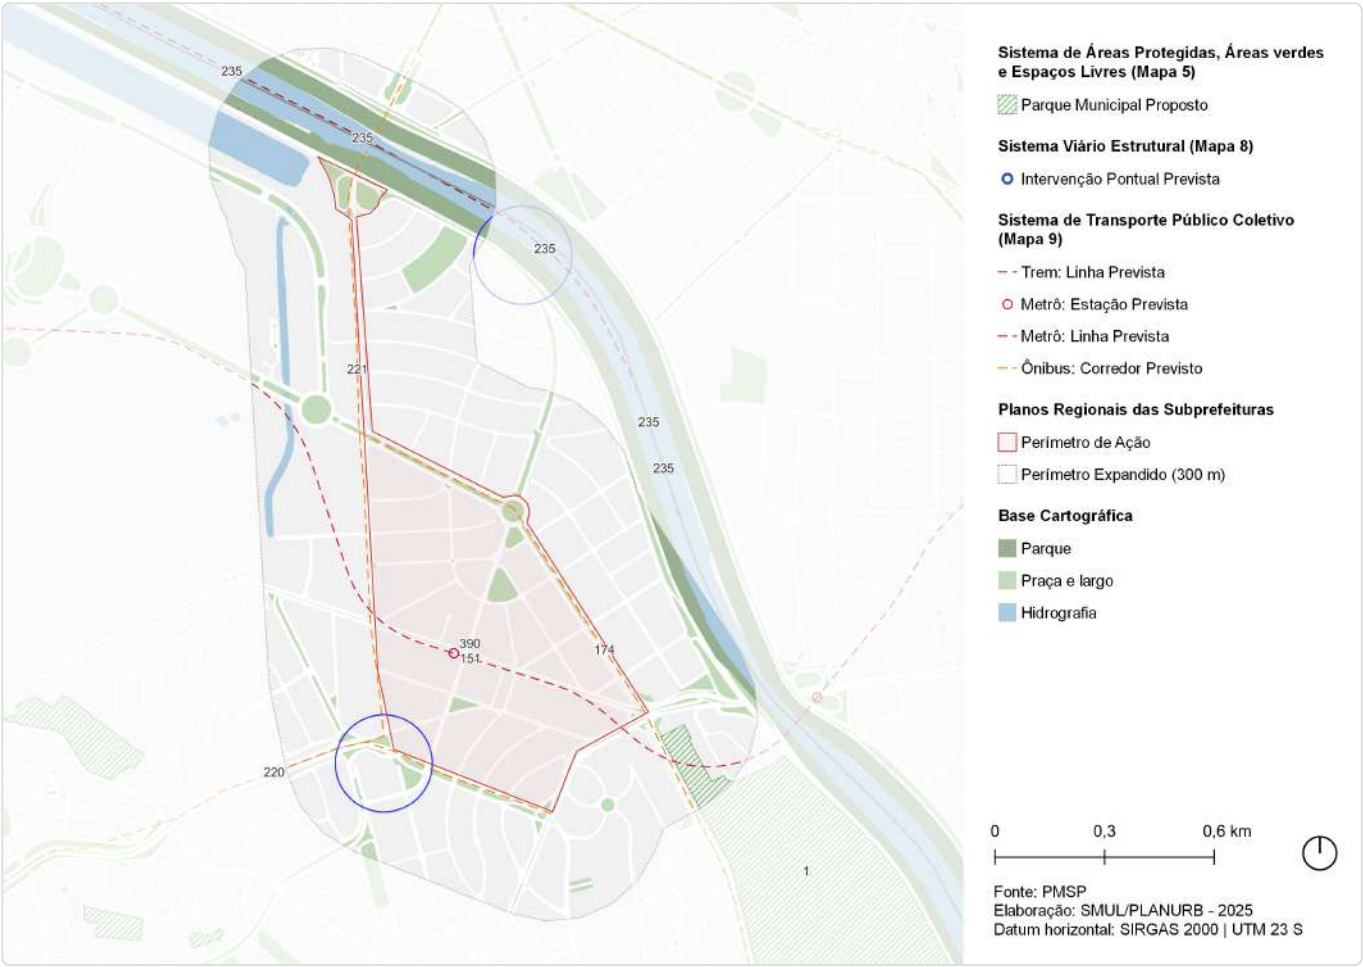 235
235
235
221
235
235
390
151
174
220
1
Sistema de Áreas Protegidas, Áreas verdes
e Espaços Livres (Mapa 5)
Parque Municipal Proposto
Sistema Viário Estrutural (Mapa 8)
Intervenção Pontual Prevista
Sistema de Transporte Público Coletivo
(Mapa 9)
Trem: Linha Prevista
Metrô: Estação Prevista
Metrô: Linha Prevista
Ônibus: Corredor Previsto
Planos Regionais das Subprefeituras
Perímetro de Ação
Perímetro Expandido (300 m)
Base Cartográfica
Parque
Praça e largo
Hidrografia
0 0,3 0,6 km
Fonte: PMSP
Elaboração: SMUL/PLANURB - 2025
Datum horizontal: SIRGAS 2000 | UTM 23 S